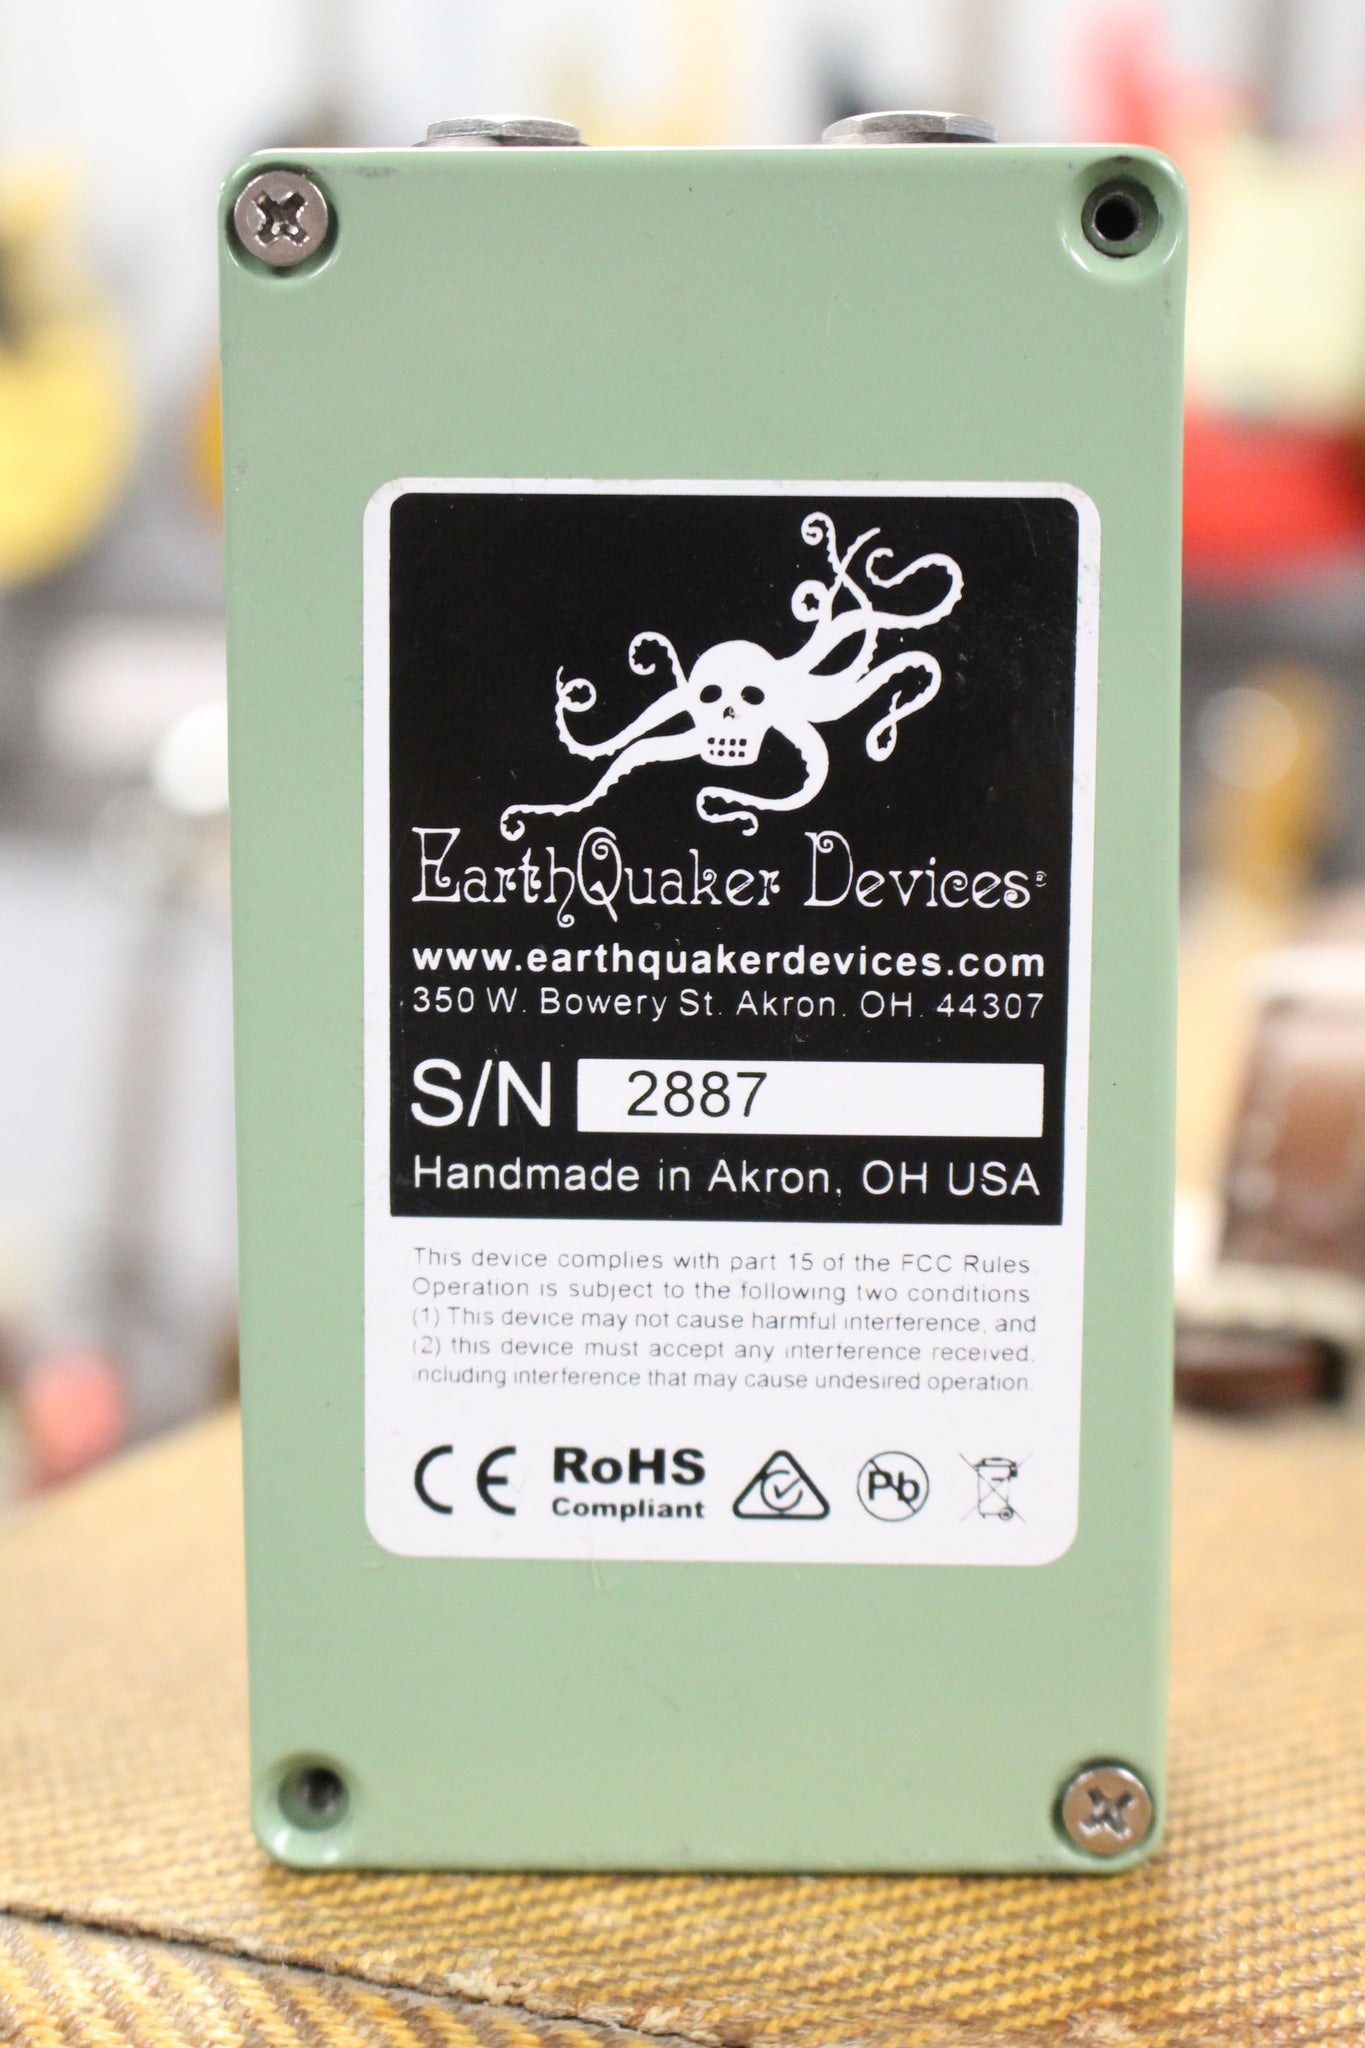 EarthQuaker Devices®
www.earthquakerdevices.com
350 W. Bowery St. Akron. OH. 44307
S/N 2887
Handmade in Akron, OH USA
This device complies with part 15 of the FCC Rules.
Operation is subject to the following two conditions:
(1) This device may not cause harmful interference, and
(2) this device must accept any interference received,
including interference that may cause undesired operation.
CE RoHS Pb
Compliant